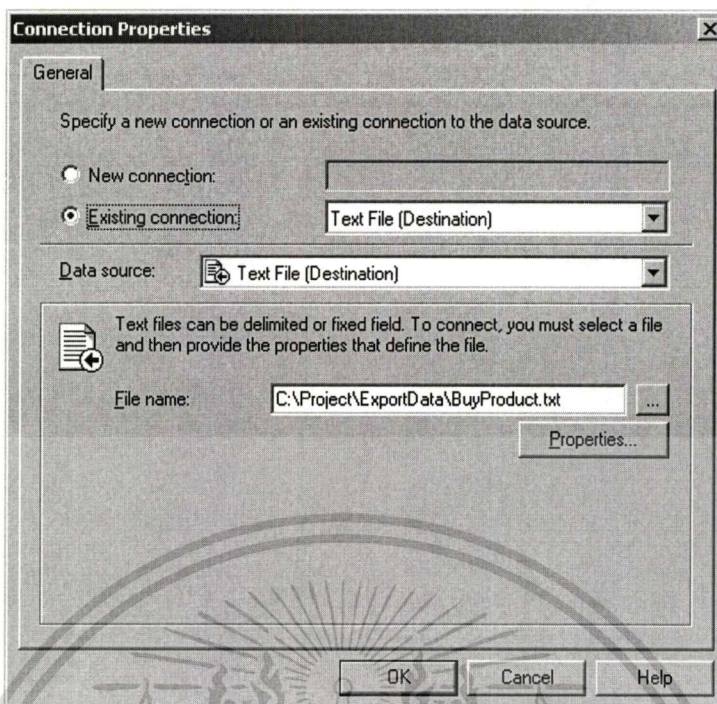 Connection Properties
General
Specify a new connection or an existing connection to the data source.
New connection:
Existing connection: Text File (Destination)
Data source: Text File (Destination)
Text files can be delimited or fixed field. To connect, you must select a file
and then provide the properties that define the file.
File name: C:\Project\ExportData\BuyProduct.txt ...
Properties...
OK Cancel Help